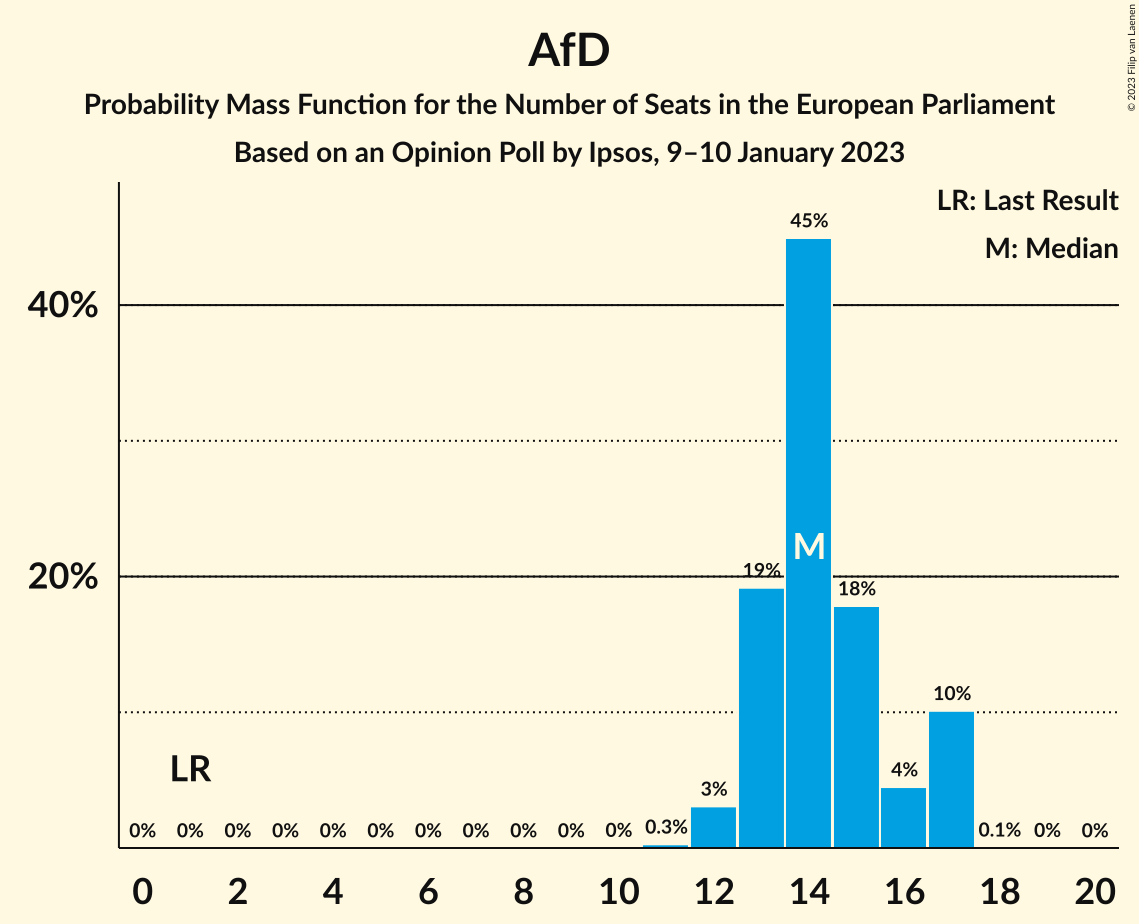 AfD
Probability Mass Function for the Number of Seats in the European Parliament
Based on an Opinion Poll by Ipsos, 9–10 January 2023
© 2023 Filip van Laenen
LR: Last Result
M: Median
45%
40%
M
20%
19%
18%
10%
LR
4%
3%
0% 0% 0% 0% 0% 0% 0% 0% 0% 0% 0% 0.3% 0.1% 0% 0%
0 2 4 6 8 10 12 14 16 18 20